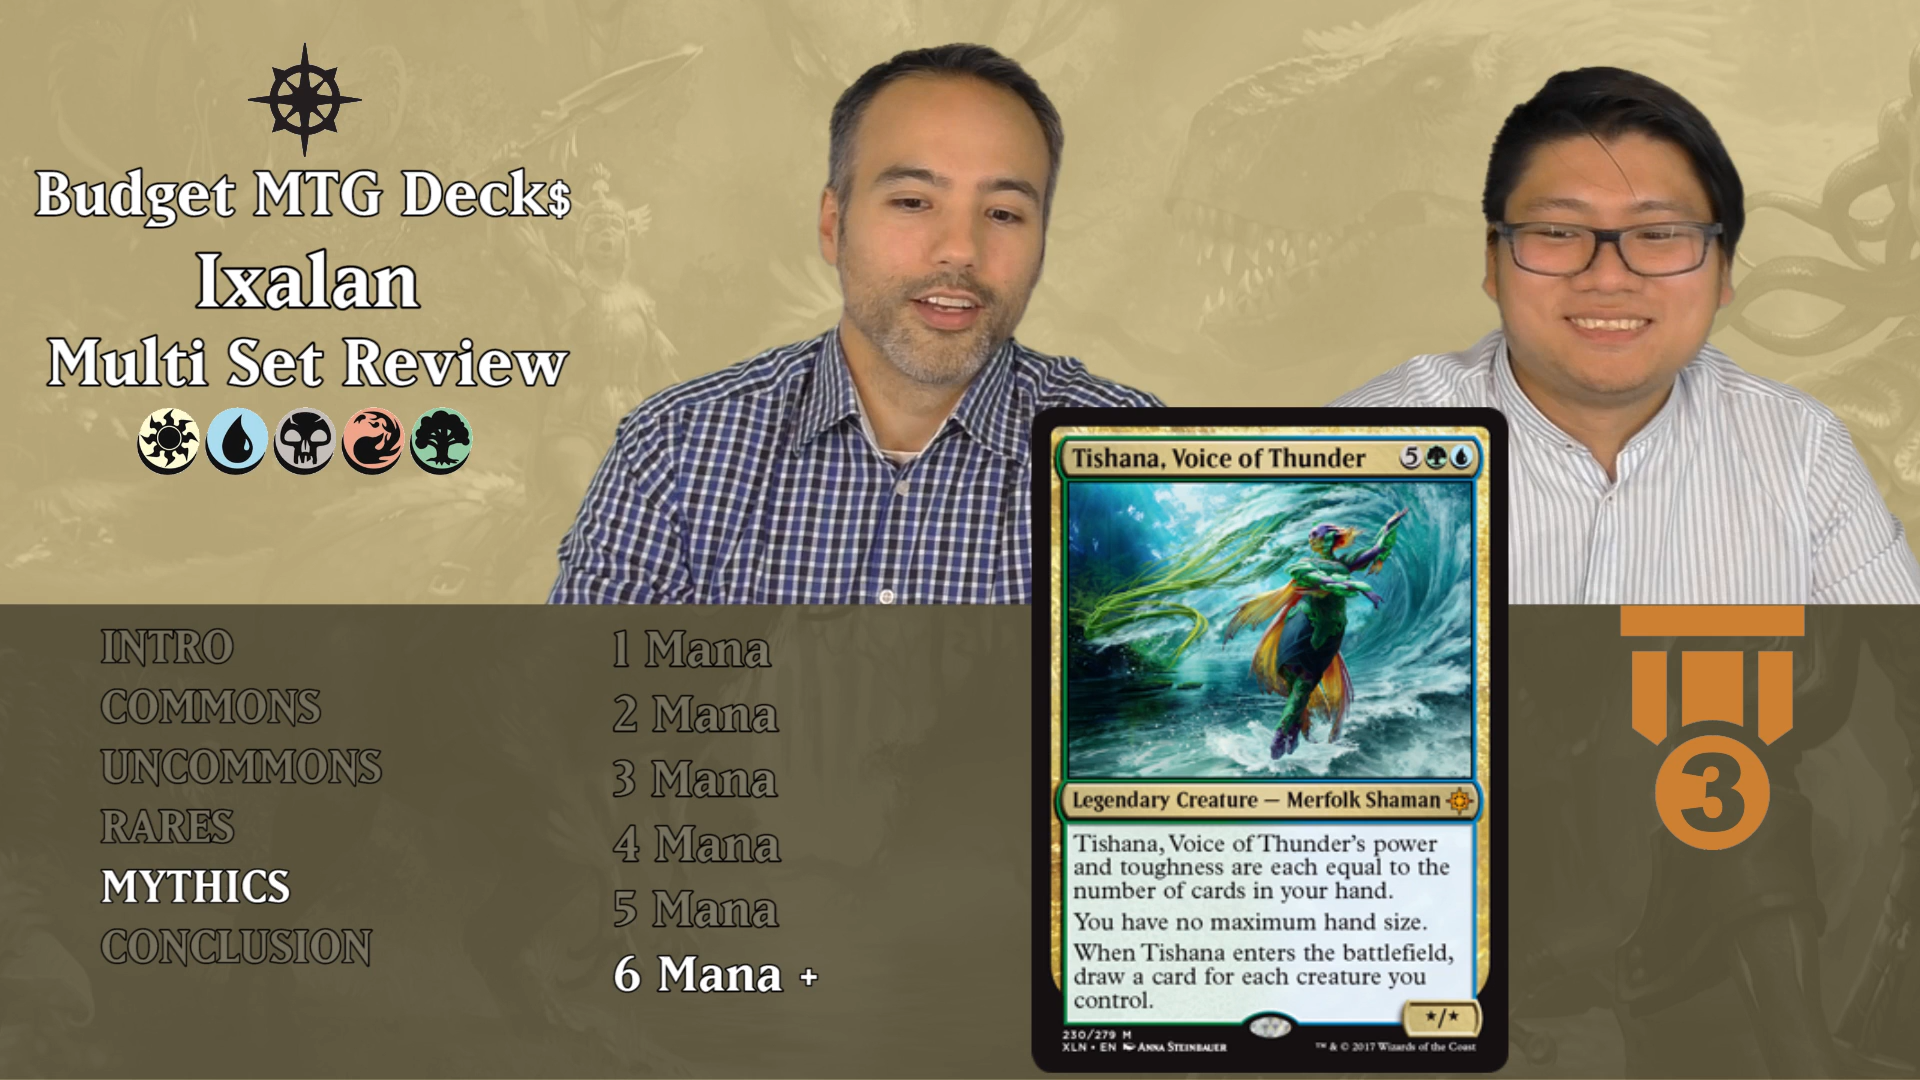 Budget MTG Deck$
Ixalan
Multi Set Review
INTRO
COMMONS
UNCOMMONS
RARES
MYTHICS
CONCLUSION
1 Mana
2 Mana
3 Mana
4 Mana
5 Mana
6 Mana +
Tishana, Voice of Thunder 5
Legendary Creature — Merfolk Shaman
Tishana, Voice of Thunder's power
and toughness are each equal to the
number of cards in your hand.
You have no maximum hand size.
When Tishana enters the battlefield,
draw a card for each creature you
control.
*/*
230/279 M
XLN • EN Anna Steinbauer
™ & © 2017 Wizards of the Coast
3